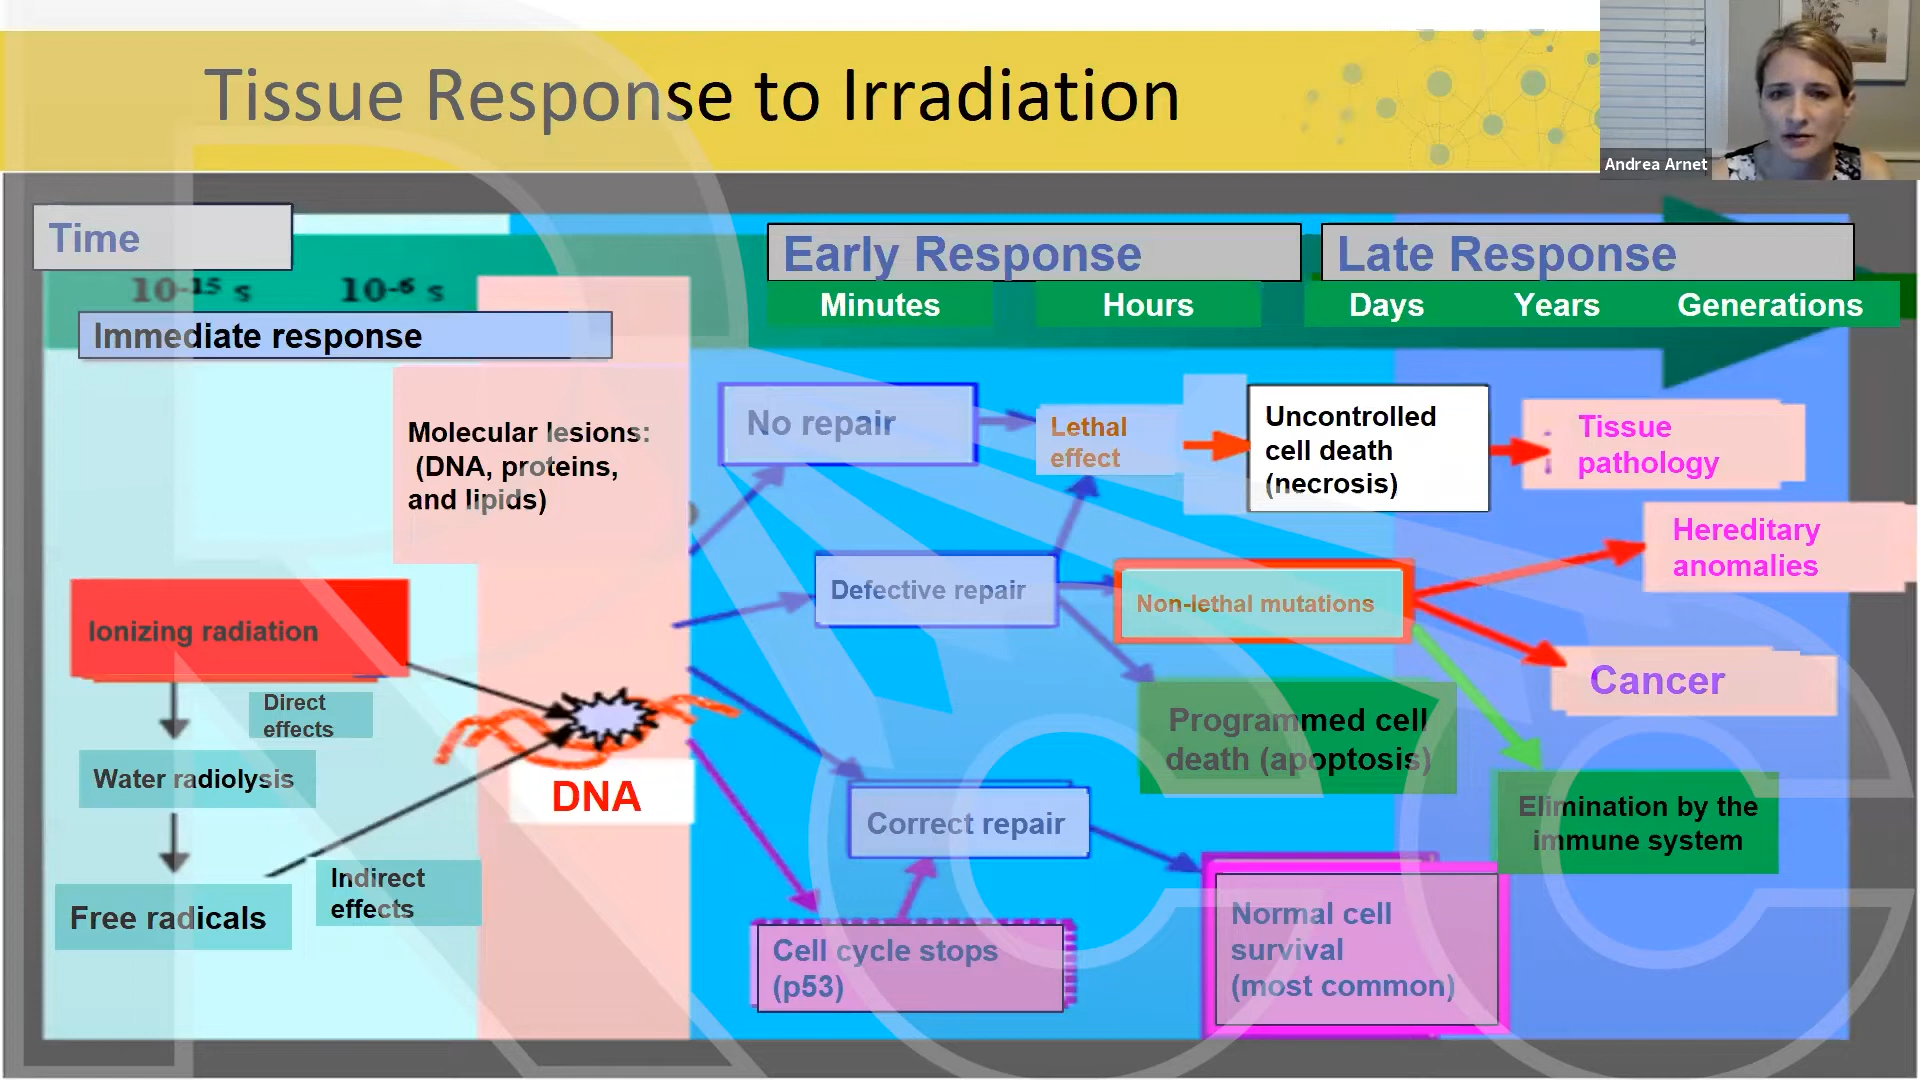 Tissue Response to Irradiation
Andrea Arnet
Time
Early Response
Late Response
10-15 s
10-6 s
Minutes
Hours
Days
Years
Generations
Immediate response
Molecular lesions:
(DNA, proteins,
and lipids)
No repair
Lethal
effect
Uncontrolled
cell death
(necrosis)
Tissue
pathology
Hereditary
anomalies
Defective repair
Non-lethal mutations
Ionizing radiation
Cancer
Direct
effects
Programmed cell
death (apoptosis)
Water radiolysis
DNA
Correct repair
Elimination by the
immune system
Indirect
effects
Free radicals
Cell cycle stops
(p53)
Normal cell
survival
(most common)